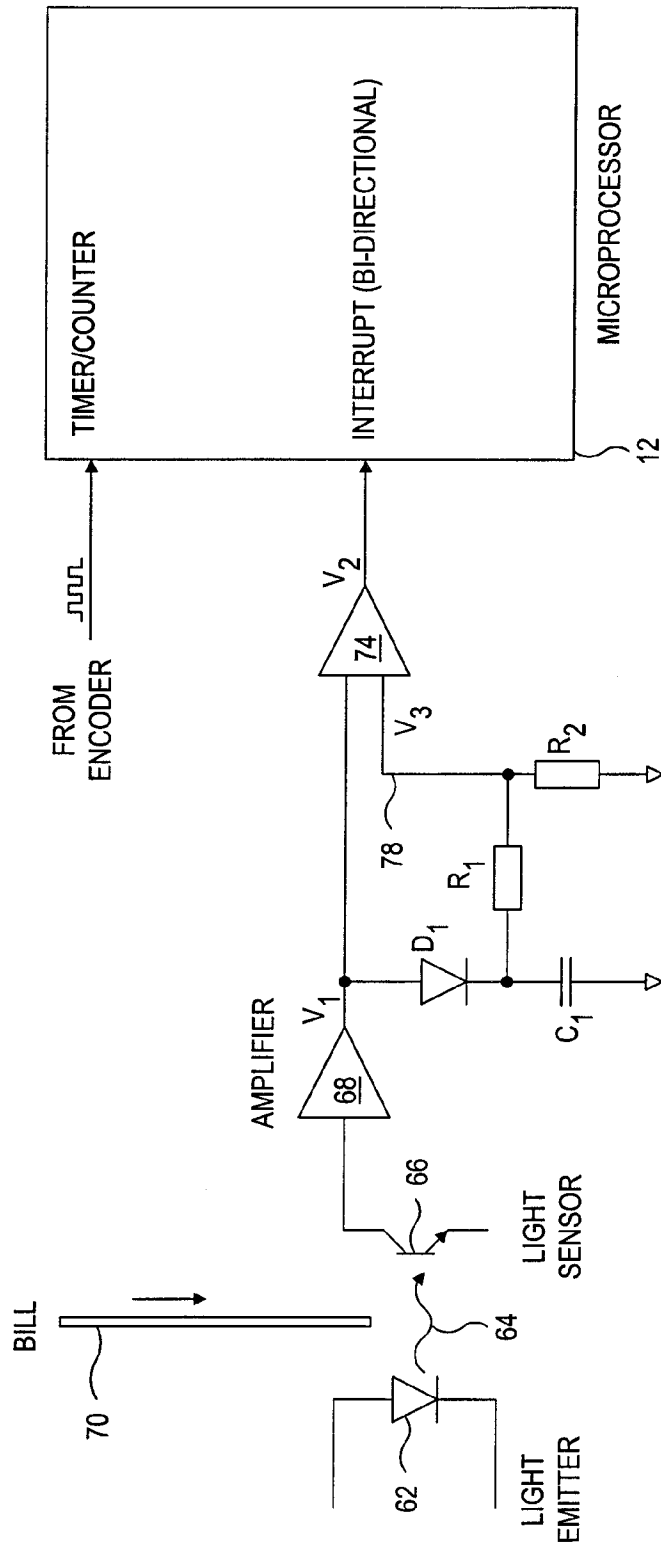 BILL
70
LIGHT
EMITTER
62
64
66
LIGHT
SENSOR
AMPLIFIER
68
V1
D1
C1
R1
R2
78
V3
74
V2
FROM
ENCODER
TIMER/COUNTER
INTERRUPT (BI-DIRECTIONAL)
MICROPROCESSOR
12